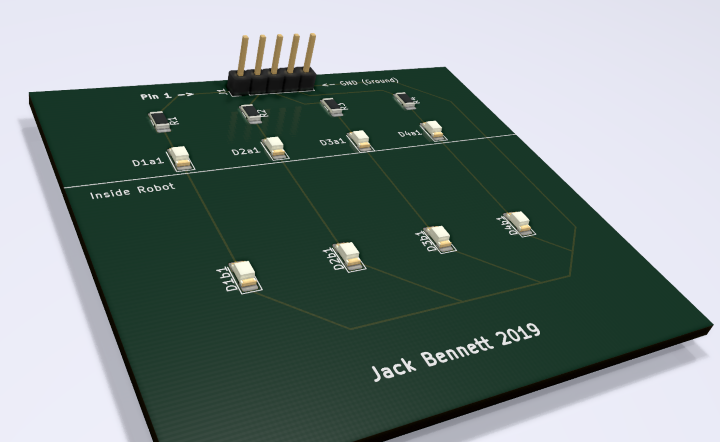 Pin 1 -->
J1
<-- GND (Ground)
R1
R2
R3
R4
D1a1
D2a1
D3a1
D4a1
Inside Robot
D1b1
D2b1
D3b1
D4b1
Jack Bennett 2019